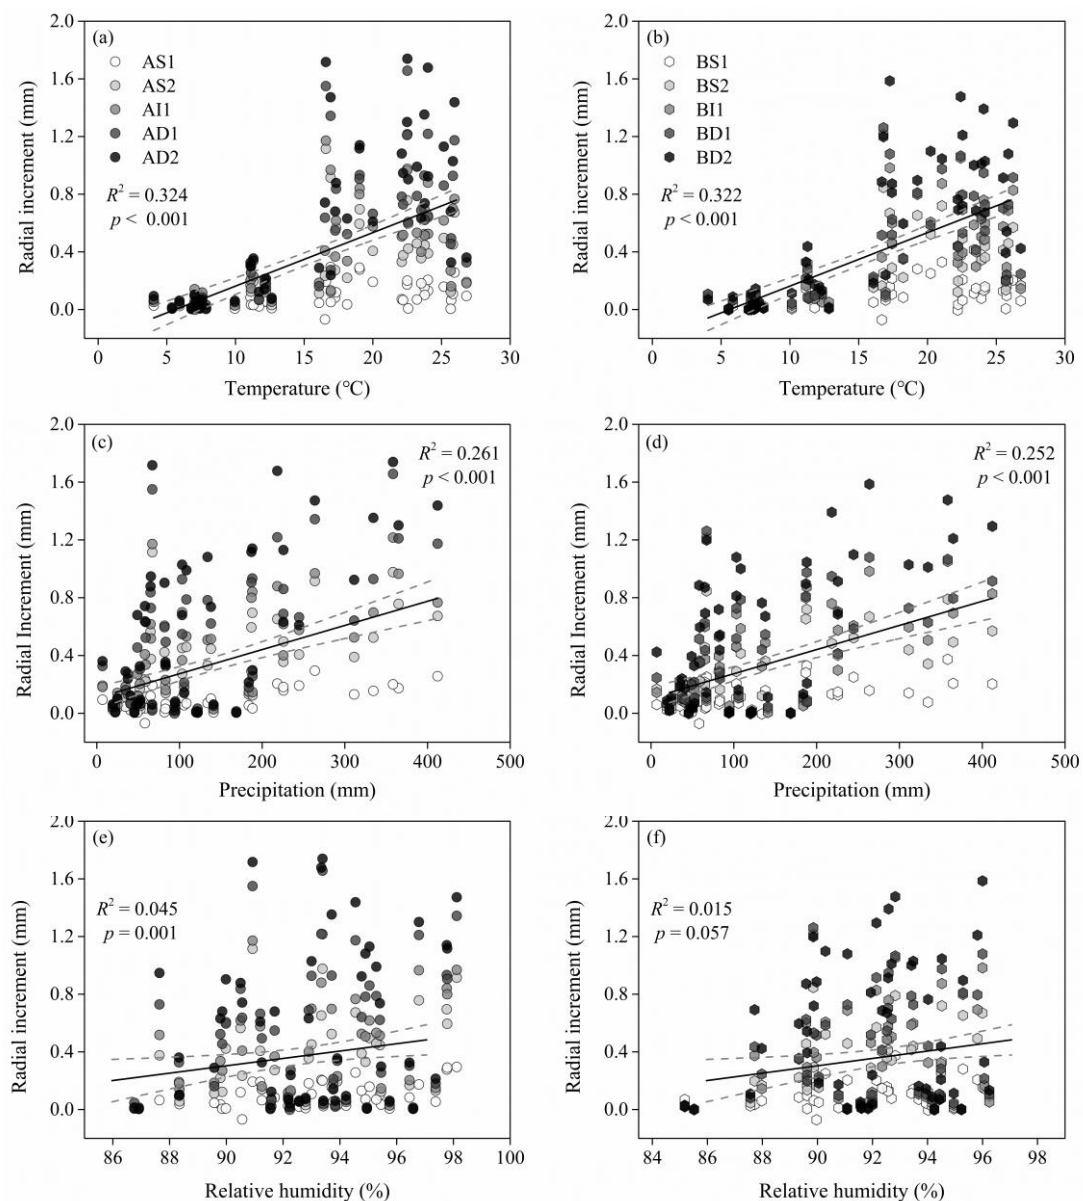 (a)
AS1
AS2
AI1
AD1
AD2
R² = 0.324
p < 0.001
2.0
1.6
1.2
0.8
0.4
0.0
Radial increment (mm)
0 5 10 15 20 25 30
Temperature (℃)
(b)
BS1
BS2
BI1
BD1
BD2
R² = 0.322
p < 0.001
2.0
1.6
1.2
0.8
0.4
0.0
Radial increment (mm)
0 5 10 15 20 25 30
Temperature (℃)
(c)
R² = 0.261
p < 0.001
2.0
1.6
1.2
0.8
0.4
0.0
Radial Increment (mm)
0 100 200 300 400 500
Precipitation (mm)
(d)
R² = 0.252
p < 0.001
2.0
1.6
1.2
0.8
0.4
0.0
Radial Increment (mm)
0 100 200 300 400 500
Precipitation (mm)
(e)
R² = 0.045
p = 0.001
2.0
1.6
1.2
0.8
0.4
0.0
Radial increment (mm)
86 88 90 92 94 96 98 100
Relative humidity (%)
(f)
R² = 0.015
p = 0.057
2.0
1.6
1.2
0.8
0.4
0.0
Radial increment (mm)
84 86 88 90 92 94 96 98
Relative humidity (%)